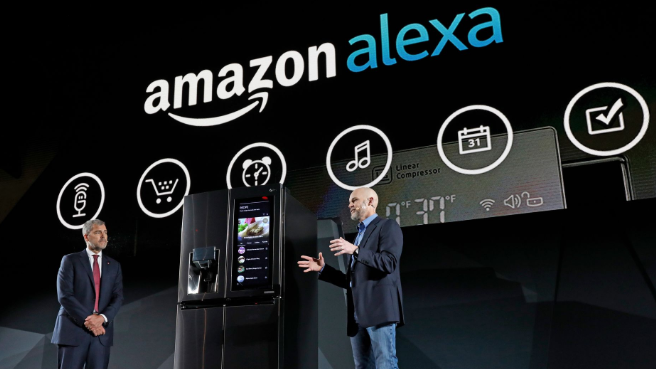 amazon alexa
31
Linear
Compressor
°F 37°F